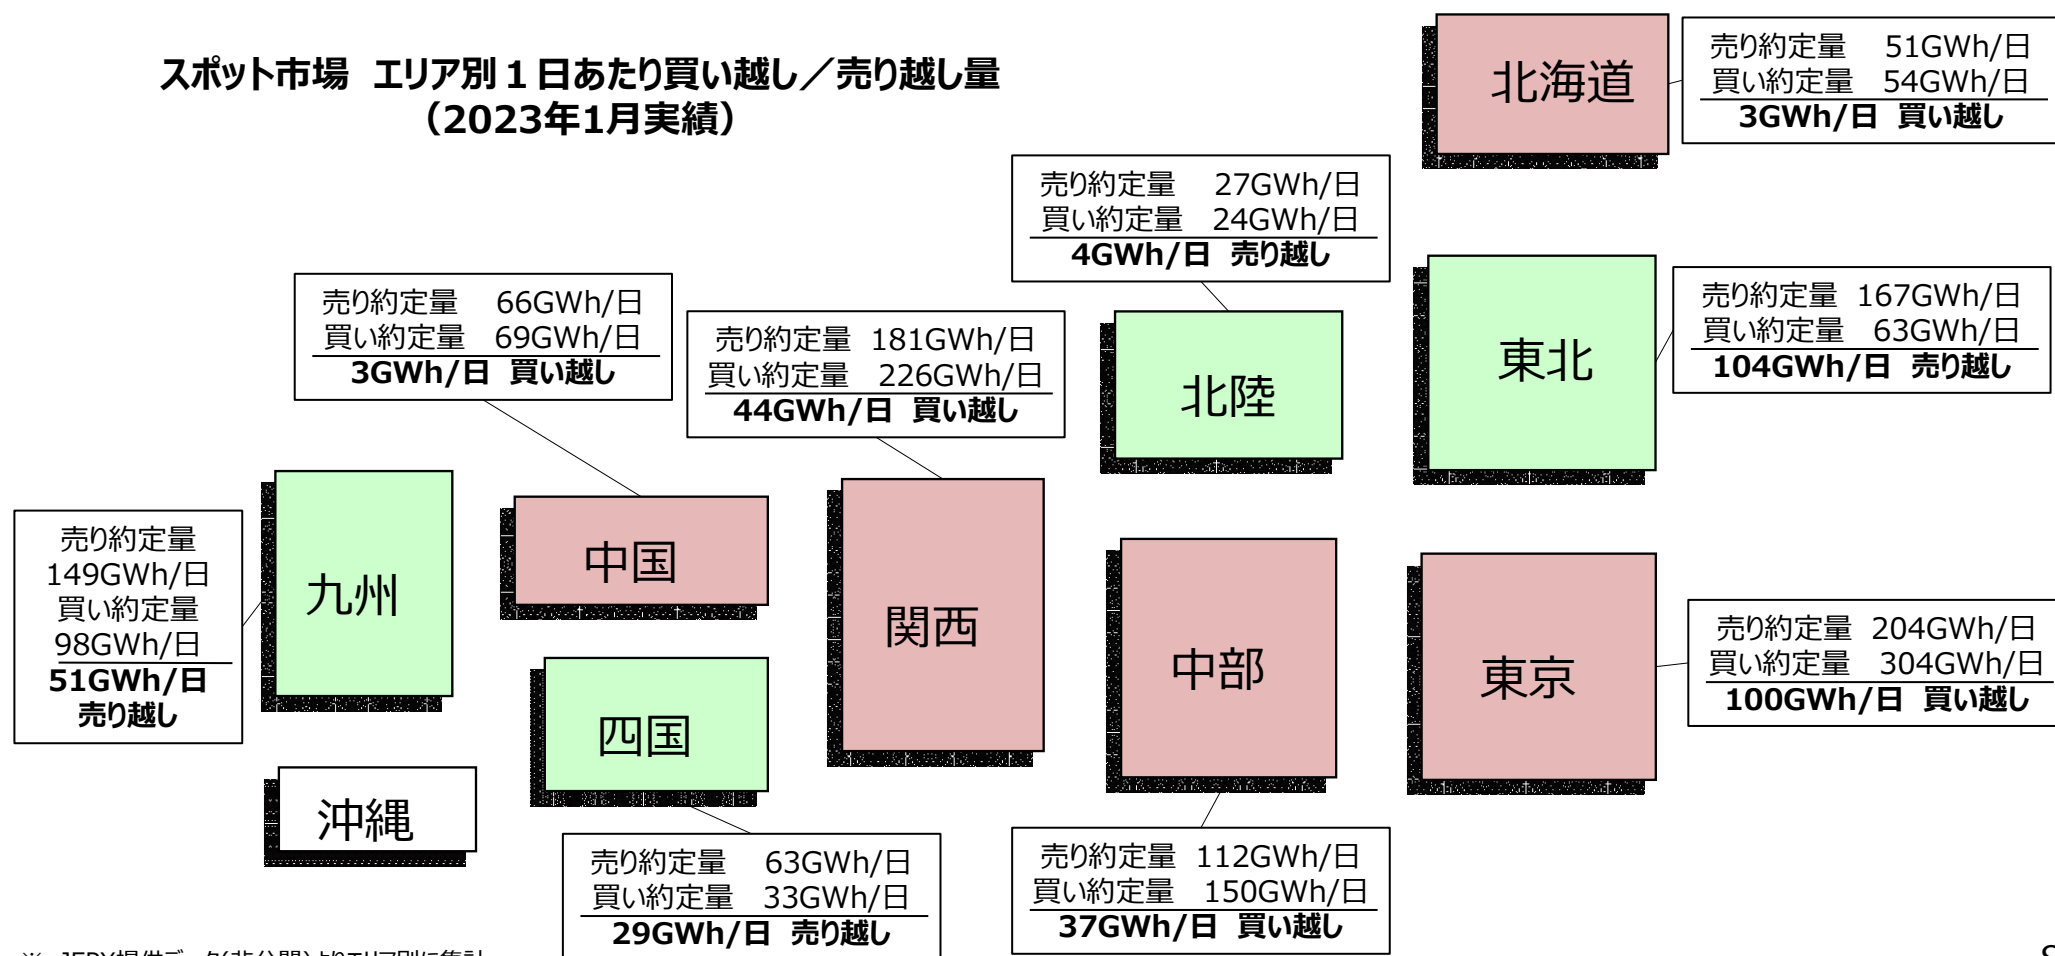 スポット市場 エリア別1日あたり買い越し／売り越し量
（2023年1月実績）
北海道
売り約定量 51GWh/日
買い約定量 54GWh/日
3GWh/日 買い越し
売り約定量 27GWh/日
買い約定量 24GWh/日
4GWh/日 売り越し
北陸
東北
売り約定量 167GWh/日
買い約定量 63GWh/日
104GWh/日 売り越し
売り約定量 66GWh/日
買い約定量 69GWh/日
3GWh/日 買い越し
売り約定量 181GWh/日
買い約定量 226GWh/日
44GWh/日 買い越し
売り約定量
149GWh/日
買い約定量
98GWh/日
51GWh/日
売り越し
九州
中国
関西
中部
東京
売り約定量 204GWh/日
買い約定量 304GWh/日
100GWh/日 買い越し
四国
沖縄
売り約定量 63GWh/日
買い約定量 33GWh/日
29GWh/日 売り越し
売り約定量 112GWh/日
買い約定量 150GWh/日
37GWh/日 買い越し